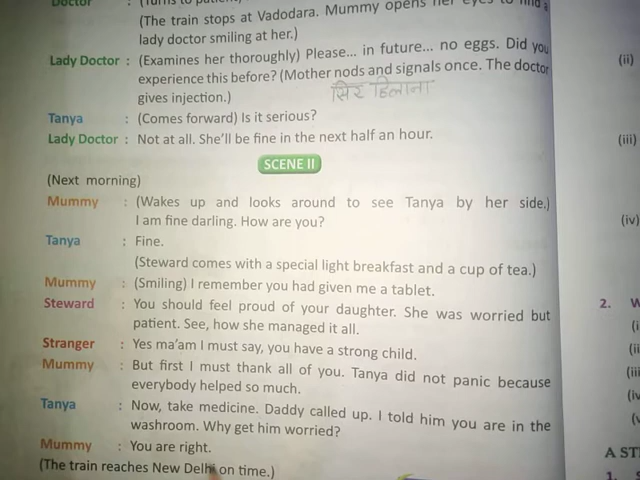 Doctor : (Turns to patient)
(The train stops at Vadodara. Mummy opens her eyes to find a
lady doctor smiling at her.)
Lady Doctor : (Examines her thoroughly) Please... in future... no eggs. Did you
experience this before? (Mother nods and signals once. The doctor
gives injection.)
सिर हिलाना
Tanya : (Comes forward) Is it serious?
Lady Doctor : Not at all. She'll be fine in the next half an hour.
SCENE II
(Next morning)
Mummy : (Wakes up and looks around to see Tanya by her side.)
I am fine darling. How are you?
Tanya : Fine.
(Steward comes with a special light breakfast and a cup of tea.)
Mummy : (Smiling) I remember you had given me a tablet.
Steward : You should feel proud of your daughter. She was worried but
patient. See, how she managed it all.
Stranger : Yes ma'am I must say, you have a strong child.
Mummy : But first I must thank all of you. Tanya did not panic because
everybody helped so much.
Tanya : Now, take medicine. Daddy called up. I told him you are in the
washroom. Why get him worried?
Mummy : You are right.
(The train reaches New Delhi on time.)
(ii)
(iii)
(iv)
2. W
(i
(ii
(iii
(iv
(v
A ST
1.